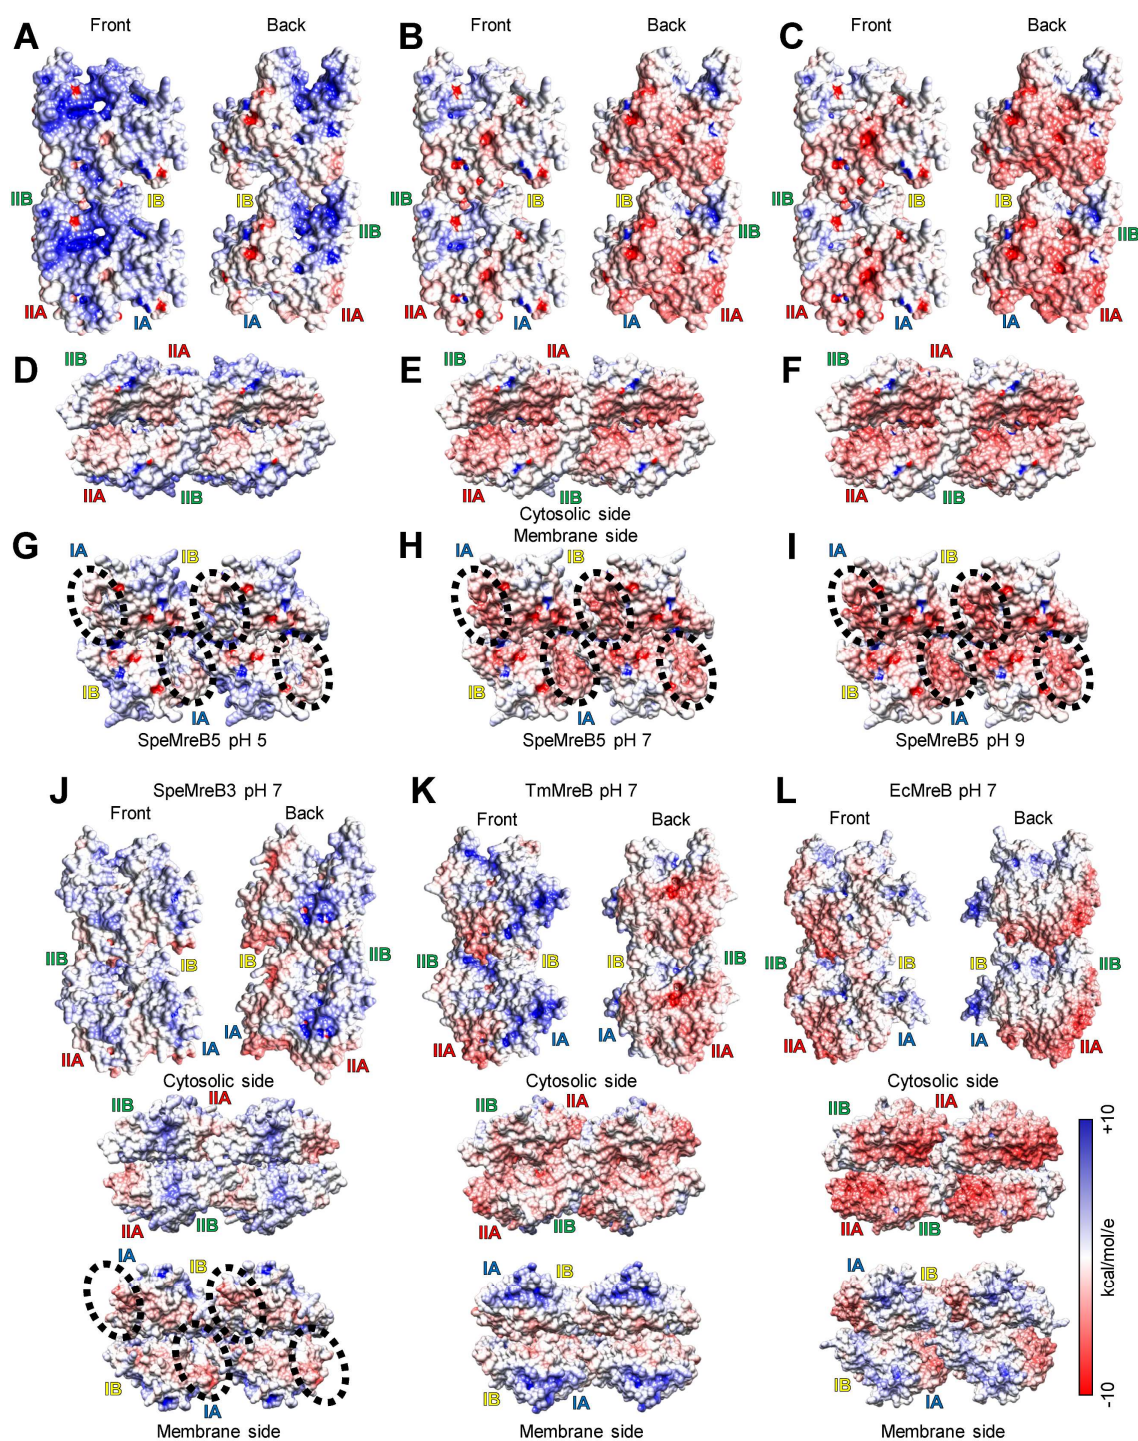 A Front Back B Front Back C Front Back
IIB IB IB IIB IIB IB IB IIB IIB IB IB IIB
IIA IA IA IIA IIA IA IA IIA IIA IA IA IIA
D IIB IIA E IIB IIA F IIB IIA
IIA IIB IIA IIB IIA IIB
Cytosolic side
Membrane side
G IA IB H IA IB I IA IB
IB IA IB IA IB IA
SpeMreB5 pH 5 SpeMreB5 pH 7 SpeMreB5 pH 9
J SpeMreB3 pH 7 K TmMreB pH 7 L EcMreB pH 7
Front Back Front Back Front Back
IIB IB IB IIB IIB IB IB IIB IIB IB IB IIB
IIA IA IA IIA IIA IA IA IIA IIA IA IA IIA
Cytosolic side Cytosolic side Cytosolic side
IIB IIA IIB IIA IIB IIA
IIA IIB IIA IIB IIA IIB
IA IB IA IB IA IB
IB IA IB IA IB IA
Membrane side Membrane side Membrane side
+10
kcal/mol/e
-10